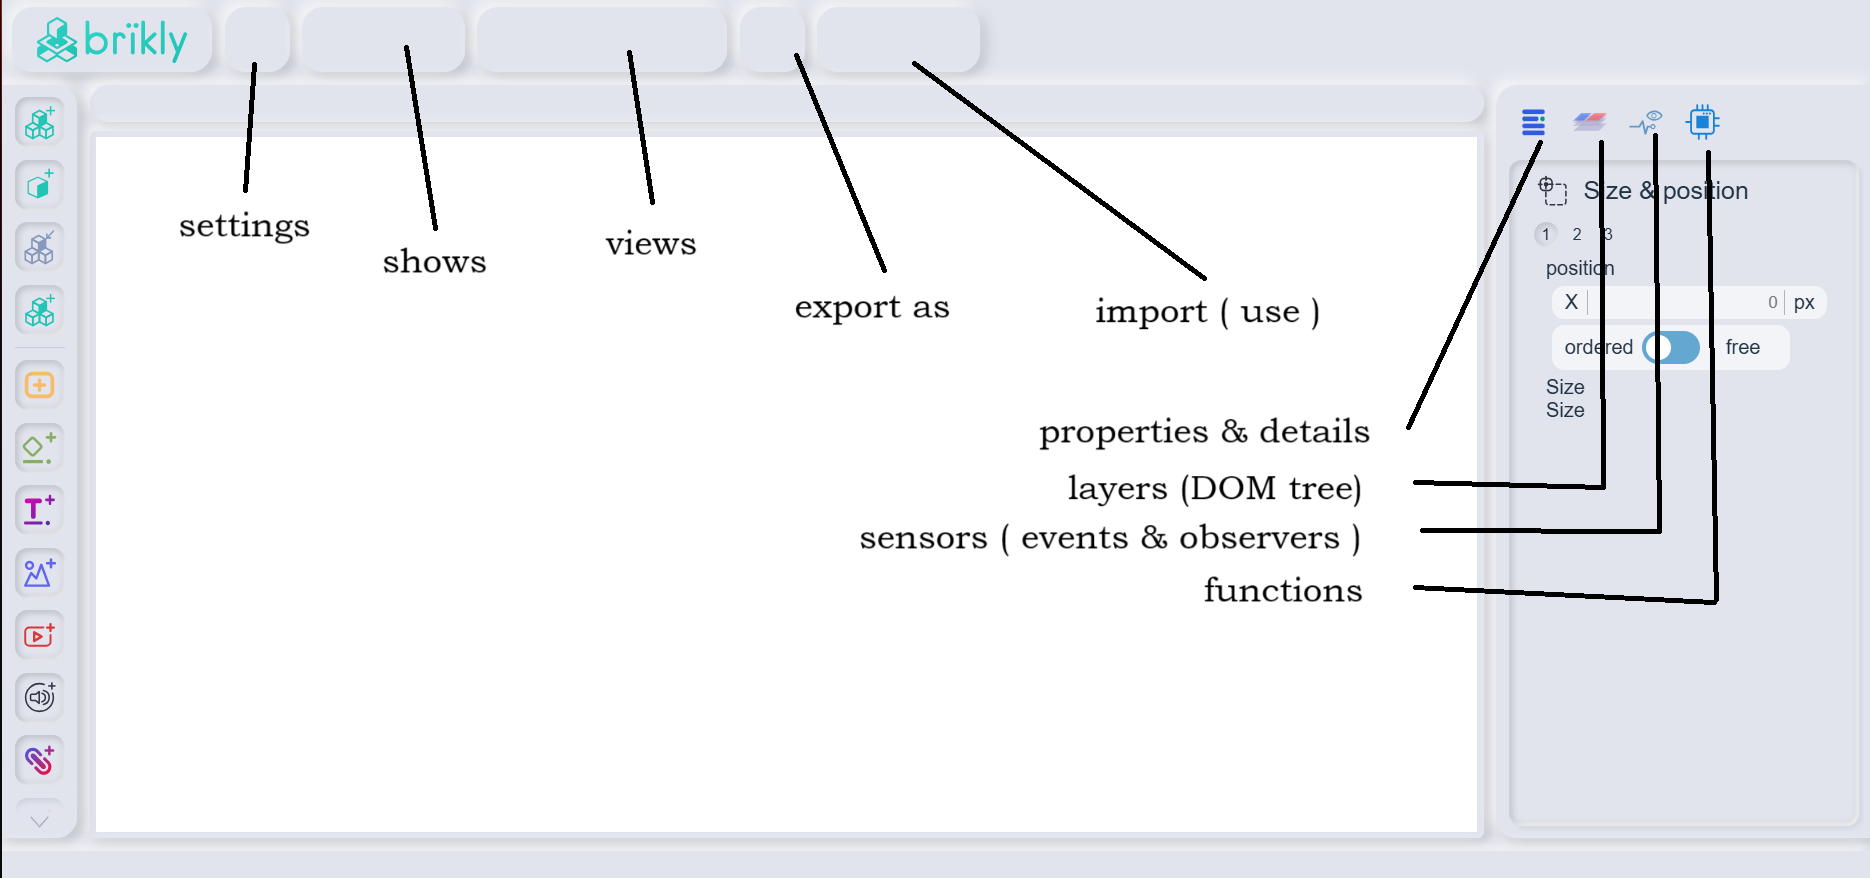 brïkly
settings
shows
views
export as
import ( use )
properties & details
layers (DOM tree)
sensors ( events & observers )
functions
Size & position
1 2 3
position
X 0 px
ordered free
Size
Size